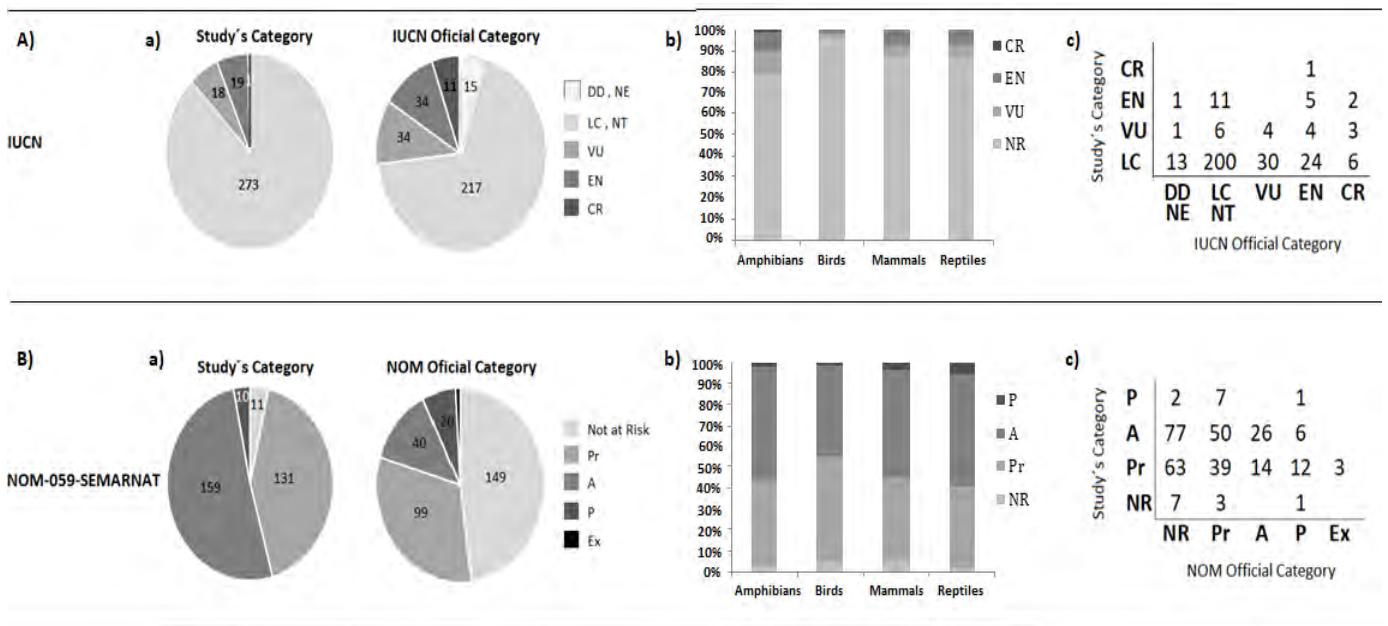 A)
a)
Study´s Category
IUCN Oficial Category
b)
c)
IUCN
18
19
273
15
11
34
34
217
DD , NE
LC , NT
VU
EN
CR
100%
90%
80%
70%
60%
50%
40%
30%
20%
10%
0%
Amphibians Birds Mammals Reptiles
CR
EN
VU
NR
Study´s Category
CR 1
EN 1 11 5 2
VU 1 6 4 4 3
LC 13 200 30 24 6
DD LC VU EN CR
NE NT
IUCN Official Category
B)
a)
Study´s Category
NOM Oficial Category
b)
c)
NOM-059-SEMARNAT
10
11
159
131
20
40
149
99
Not at Risk
Pr
A
P
Ex
100%
90%
80%
70%
60%
50%
40%
30%
20%
10%
0%
Amphibians Birds Mammals Reptiles
P
A
Pr
NR
Study´s Category
P 2 7 1
A 77 50 26 6
Pr 63 39 14 12 3
NR 7 3 1
NR Pr A P Ex
NOM Official Category